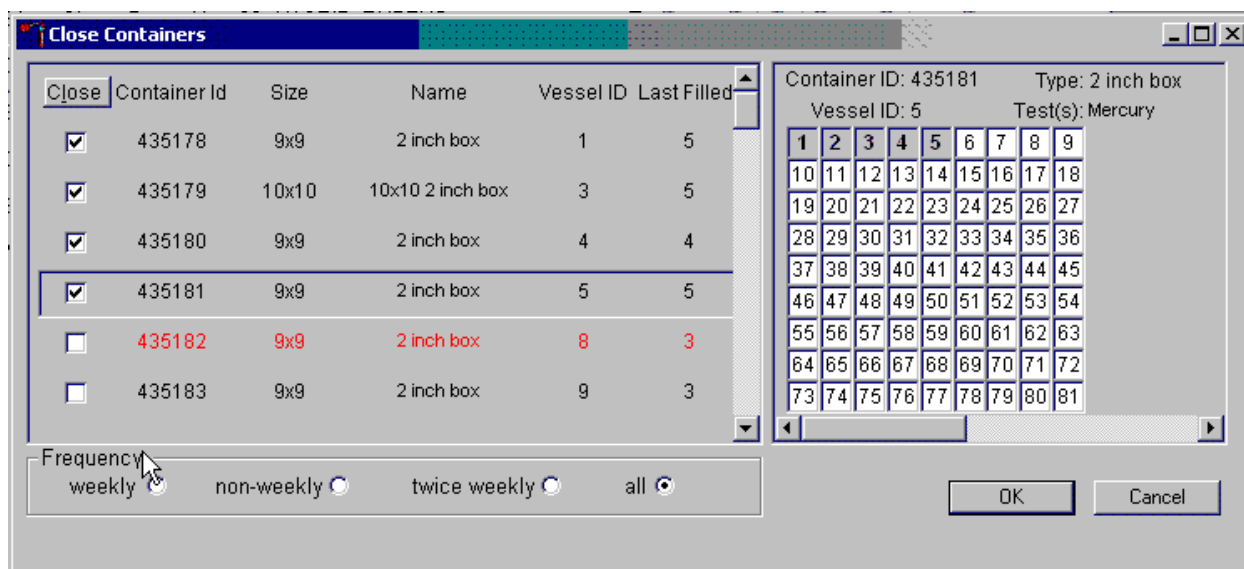 Close Containers
Close Container Id Size Name Vessel ID Last Filled
435178 9x9 2 inch box 1 5
435179 10x10 10x10 2 inch box 3 5
435180 9x9 2 inch box 4 4
435181 9x9 2 inch box 5 5
435182 9x9 2 inch box 8 3
435183 9x9 2 inch box 9 3
Container ID: 435181 Type: 2 inch box
Vessel ID: 5 Test(s): Mercury
1 2 3 4 5 6 7 8 9
10 11 12 13 14 15 16 17 18
19 20 21 22 23 24 25 26 27
28 29 30 31 32 33 34 35 36
37 38 39 40 41 42 43 44 45
46 47 48 49 50 51 52 53 54
55 56 57 58 59 60 61 62 63
64 65 66 67 68 69 70 71 72
73 74 75 76 77 78 79 80 81
Frequency
weekly non-weekly twice weekly all
OK Cancel